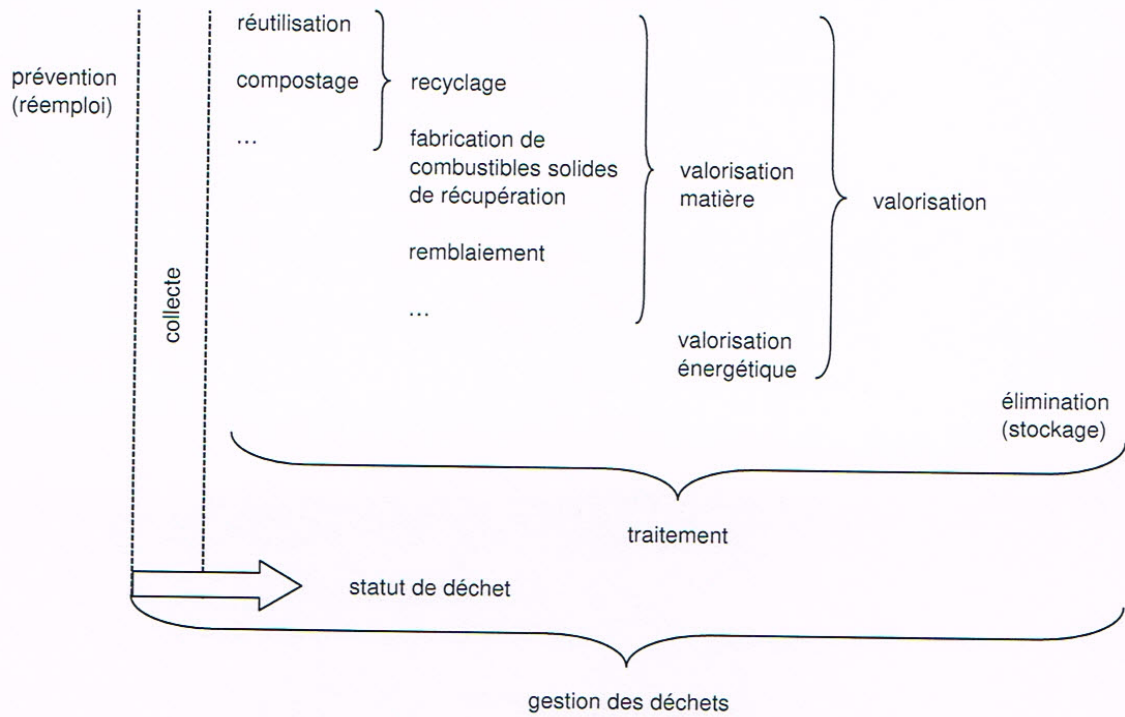 réutilisation
prévention
(réemploi)
compostage
...
recyclage
fabrication de
combustibles solides
de récupération
remblaiement
...
valorisation
matière
valorisation
énergétique
valorisation
élimination
(stockage)
collecte
traitement
statut de déchet
gestion des déchets